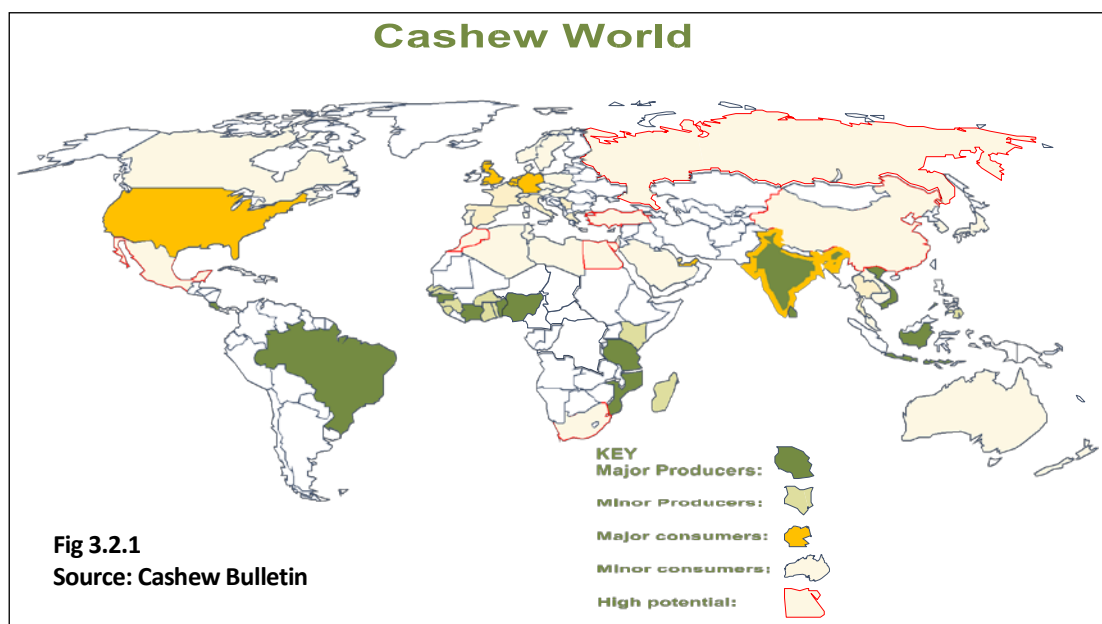 Cashew World
KEY
Major Producers:
Minor Producers:
Major consumers:
Minor consumers:
High potential:
Fig 3.2.1
Source: Cashew Bulletin